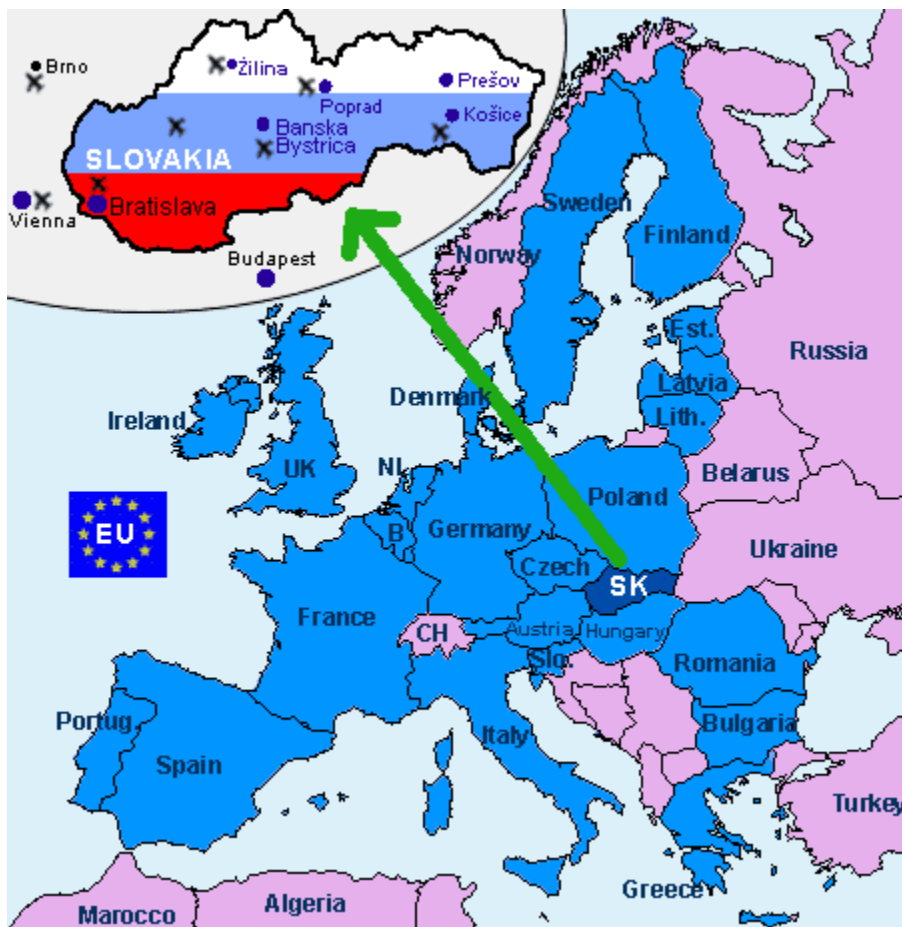 Brno
Žilina
Prešov
Poprad
Košice
Banska
Bystrica
SLOVAKIA
Bratislava
Vienna
Budapest
Sweden
Finland
Norway
Est.
Russia
Latvia
Denmark
Lith.
Ireland
UK
NL
Belarus
Poland
EU
B
Germany
Ukraine
Czech
SK
France
CH
Austria
Hungary
Slo.
Romania
Portug.
Bulgaria
Italy
Spain
Turkey
Greece
Algeria
Marocco